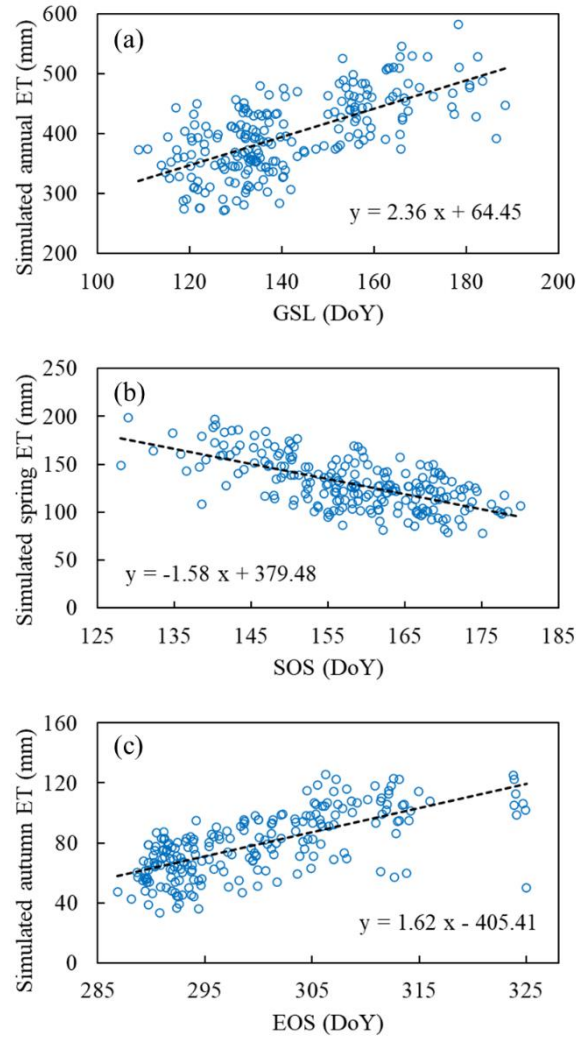 (a)
Simulated annual ET (mm)
600
500
400
300
200
y = 2.36 x + 64.45
100 120 140 160 180 200
GSL (DoY)
(b)
Simulated spring ET (mm)
250
200
150
100
50
0
y = -1.58 x + 379.48
125 135 145 155 165 175 185
SOS (DoY)
(c)
Simulated autumn ET (mm)
160
120
80
40
0
y = 1.62 x - 405.41
285 295 305 315 325
EOS (DoY)